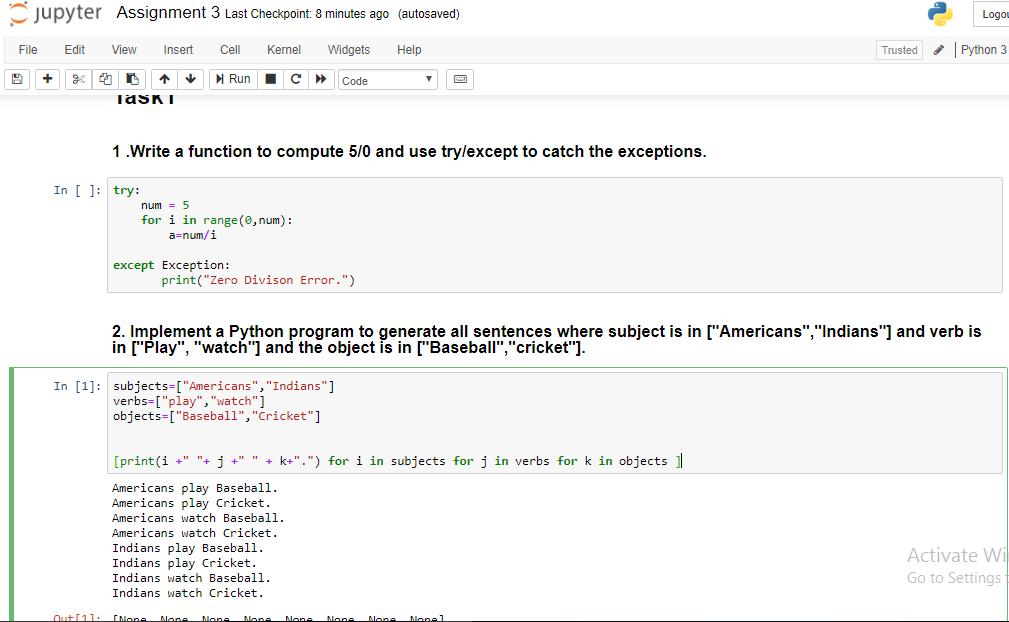 jupyter Assignment 3 Last Checkpoint: 8 minutes ago (autosaved)
Logou
File Edit View Insert Cell Kernel Widgets Help
Trusted Python 3
Run Code
Task1
1 .Write a function to compute 5/0 and use try/except to catch the exceptions.
In [ ]: try:
num = 5
for i in range(0,num):
a=num/i
except Exception:
print("Zero Divison Error.")
2. Implement a Python program to generate all sentences where subject is in ["Americans","Indians"] and verb is
in ["Play", "watch"] and the object is in ["Baseball","cricket"].
In [1]: subjects=["Americans","Indians"]
verbs=["play","watch"]
objects=["Baseball","Cricket"]
[print(i +" "+ j +" " + k+".") for i in subjects for j in verbs for k in objects ]
Americans play Baseball.
Americans play Cricket.
Americans watch Baseball.
Americans watch Cricket.
Indians play Baseball.
Indians play Cricket.
Indians watch Baseball.
Indians watch Cricket.
Activate Wi
Go to Settings t
Out[1]: [None, None, None, None, None, None, None, None]